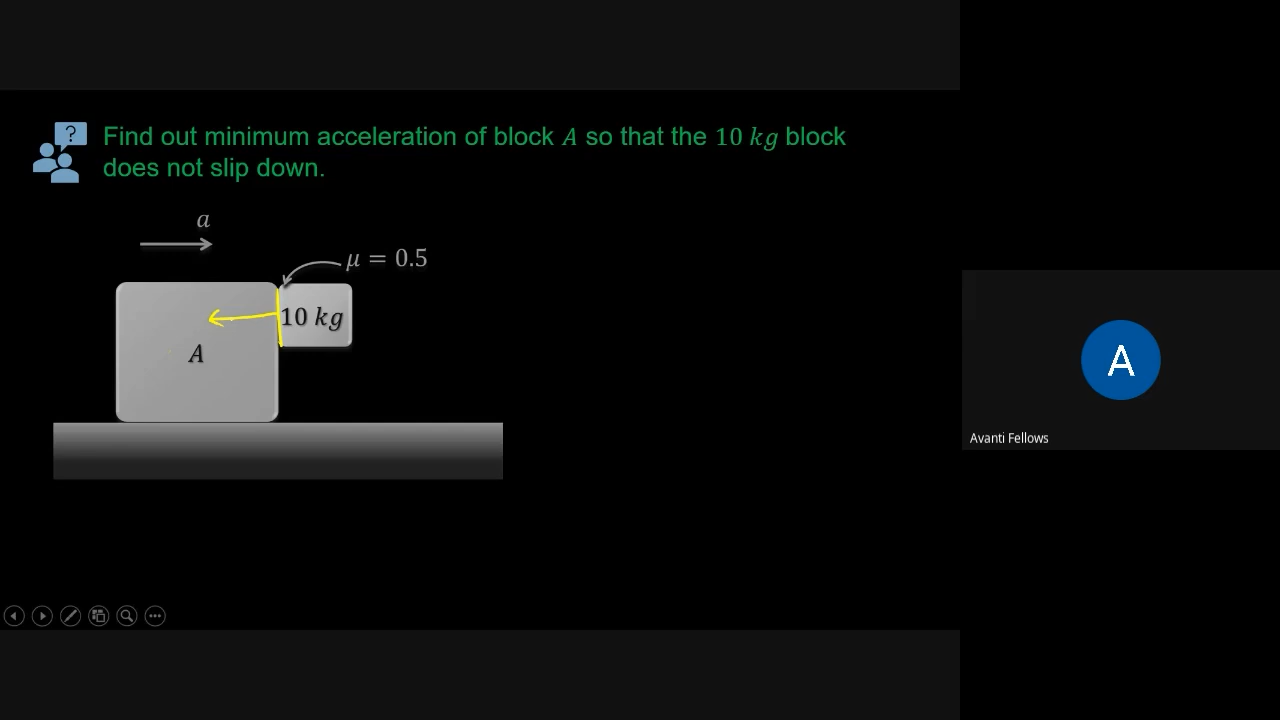 ?
Find out minimum acceleration of block A so that the 10 kg block
does not slip down.
a
μ = 0.5
10 kg
A
A
Avanti Fellows